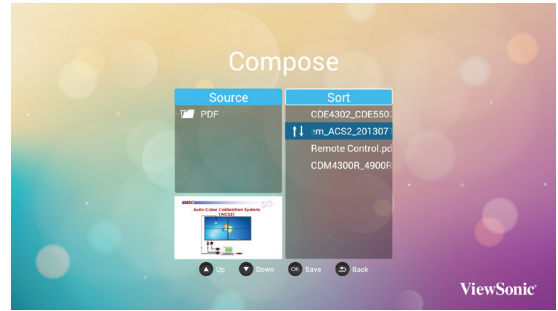 Compose
Source
PDF
Sort
CDE4302_CDE550
em_ACS2_201307
Remote Control.pd
CDM4300R_4900R
Auto Color Calibration System
(ACS2)
Up Down OK Save Back
ViewSonic